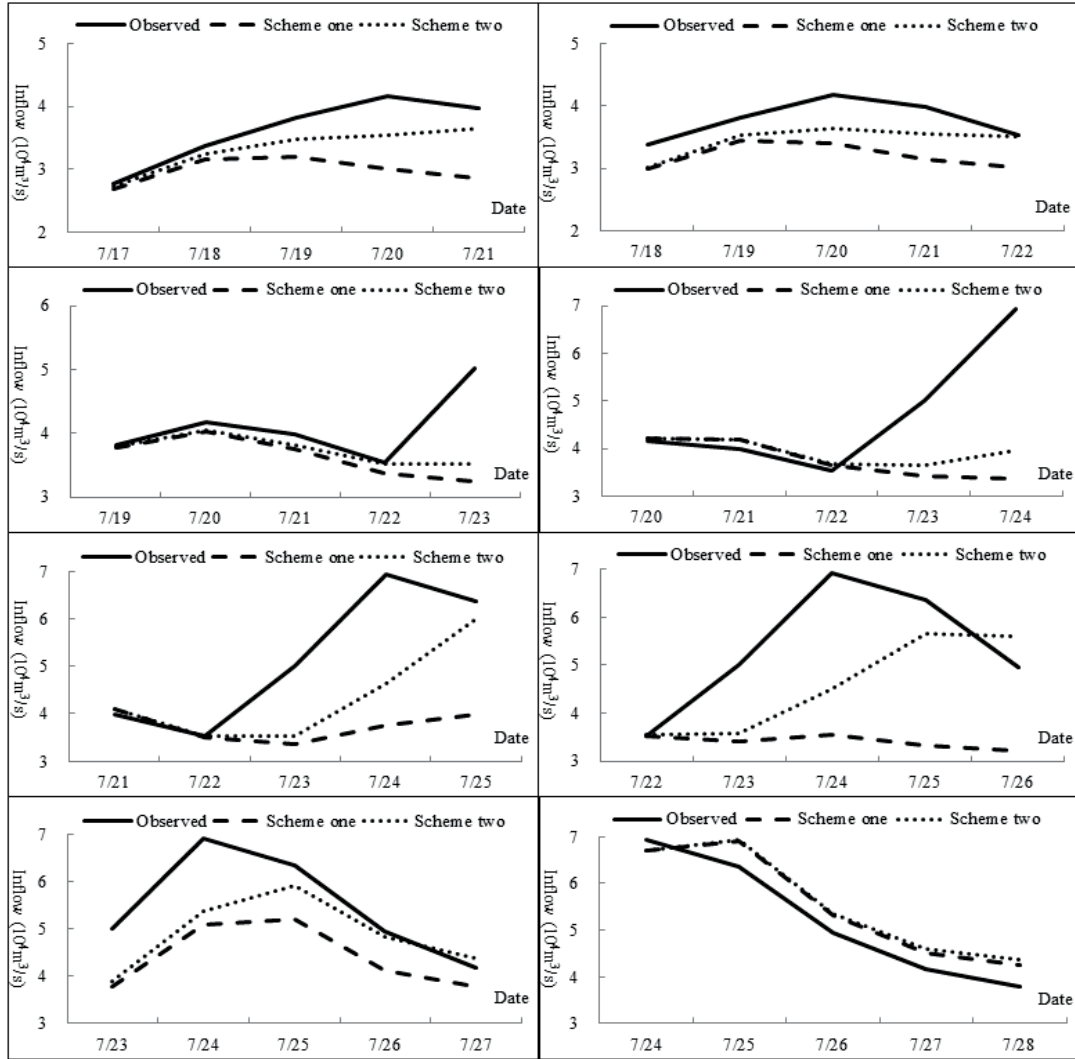 Observed Scheme one Scheme two
Inflow (10⁴m³/s)
5
4
3
2
Date
7/17 7/18 7/19 7/20 7/21
Observed Scheme one Scheme two
Inflow (10⁴m³/s)
5
4
3
2
Date
7/18 7/19 7/20 7/21 7/22
Observed Scheme one Scheme two
Inflow (10⁴m³/s)
6
5
4
3
Date
7/19 7/20 7/21 7/22 7/23
Observed Scheme one Scheme two
Inflow (10⁴m³/s)
7
6
5
4
3
Date
7/20 7/21 7/22 7/23 7/24
Observed Scheme one Scheme two
Inflow (10⁴m³/s)
7
6
5
4
3
Date
7/21 7/22 7/23 7/24 7/25
Observed Scheme one Scheme two
Inflow (10⁴m³/s)
7
6
5
4
3
Date
7/22 7/23 7/24 7/25 7/26
Observed Scheme one Scheme two
Inflow (10⁴m³/s)
7
6
5
4
3
Date
7/23 7/24 7/25 7/26 7/27
Observed Scheme one Scheme two
Inflow (10⁴m³/s)
7
6
5
4
3
Date
7/24 7/25 7/26 7/27 7/28